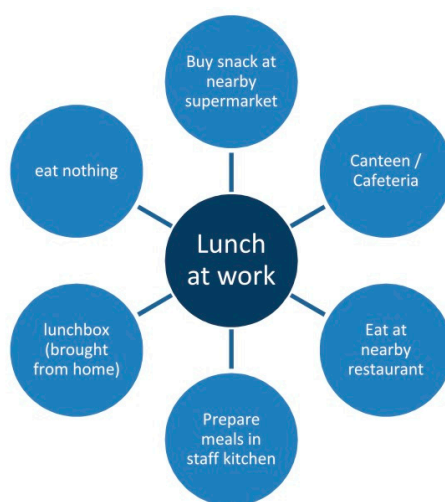 Buy snack at
nearby
supermarket
eat nothing
Canteen /
Cafeteria
Lunch
at work
lunchbox
(brought
from home)
Eat at
nearby
restaurant
Prepare
meals in
staff kitchen